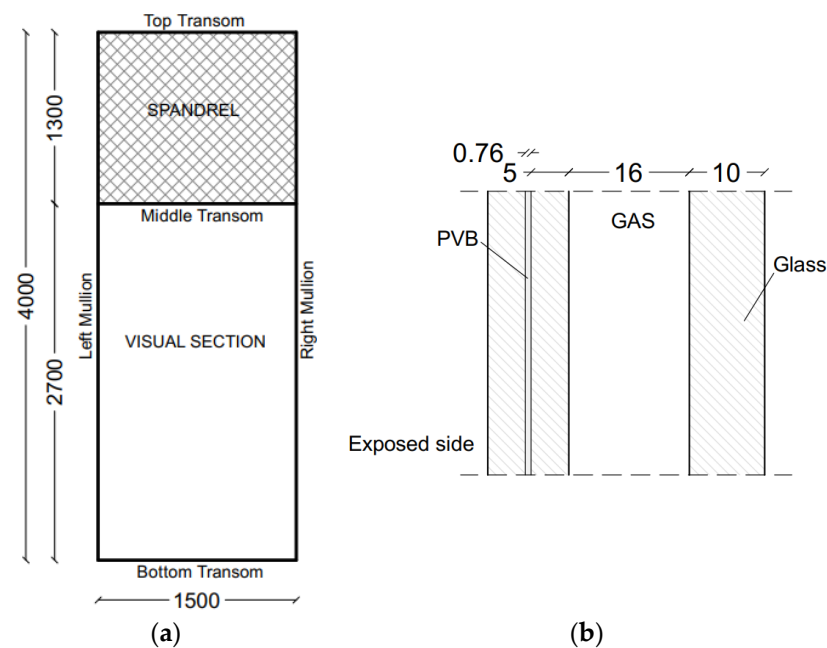 Top Transom
1300
SPANDREL
Middle Transom
4000
2700
Left Mullion
VISUAL SECTION
Right Mullion
Bottom Transom
1500
(a)
0.76
5 16 10
GAS
PVB
Glass
Exposed side
(b)